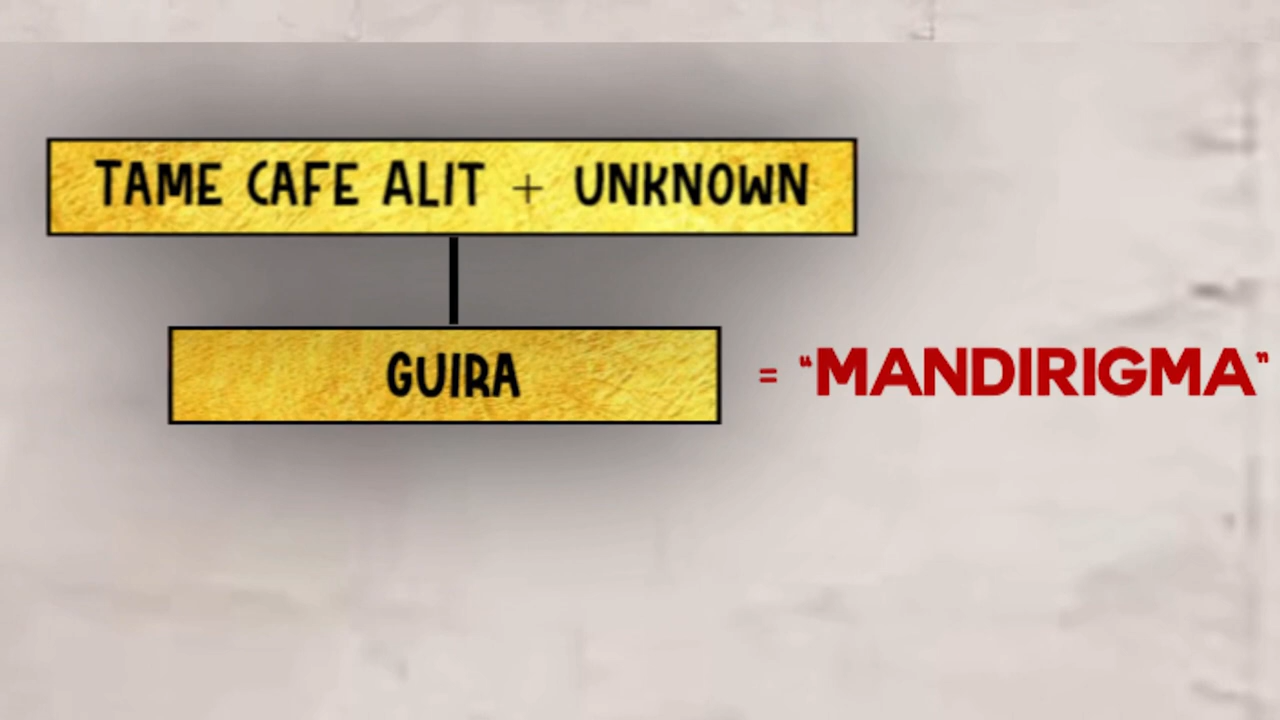 TAME CAFE ALIT + UNKNOWN
GUIRA = "MANDIRIGMA"